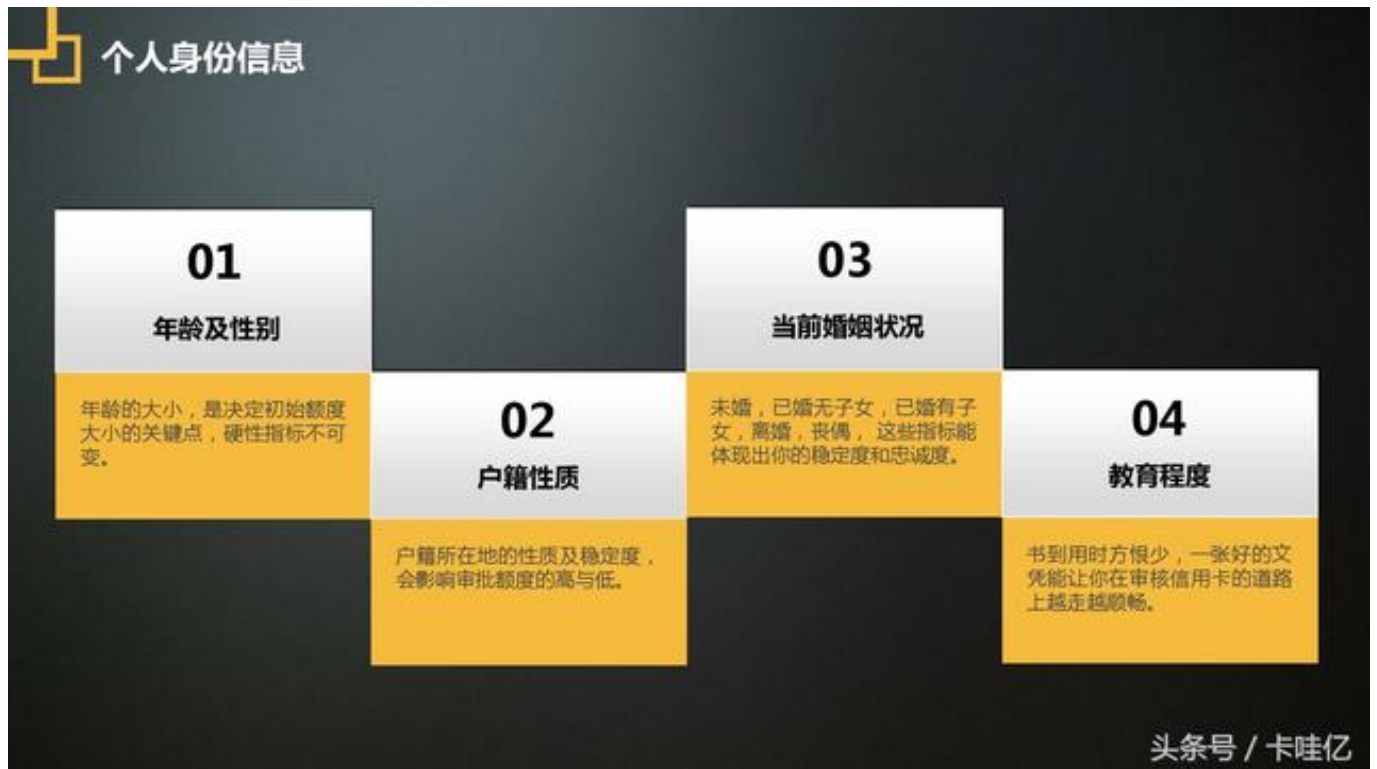 个人身份信息
01
年龄及性别
年龄的大小，是决定初始额度
大小的关键点，硬性指标不可
变。
02
户籍性质
户籍所在地的性质及稳定度，
会影响审批额度的高与低。
03
当前婚姻状况
未婚，已婚无子女，已婚有子
女，离婚，丧偶， 这些指标能
体现出你的稳定度和忠诚度。
04
教育程度
书到用时方恨少，一张好的文
凭能让你在审核信用卡的道路
上越走越顺畅。
头条号 / 卡哇亿